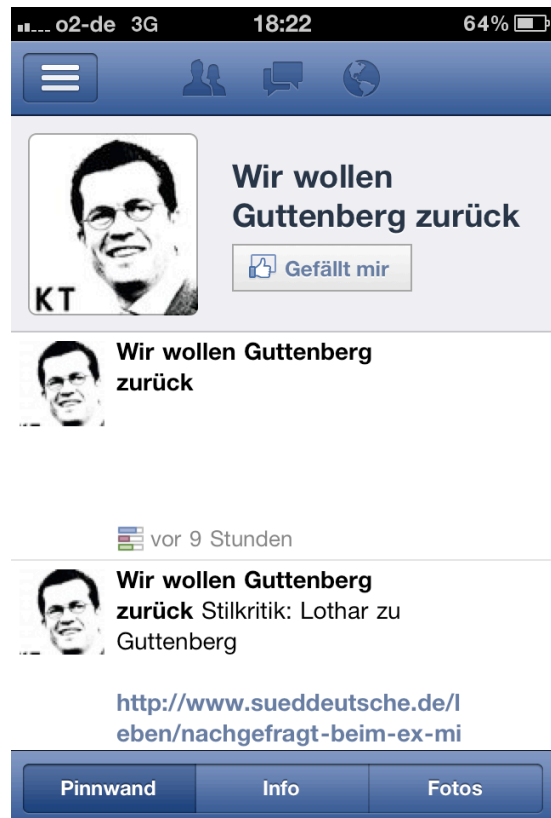 o2-de 3G 18:22 64%
Wir wollen
Guttenberg zurück
Gefällt mir
KT
Wir wollen Guttenberg
zurück
vor 9 Stunden
Wir wollen Guttenberg
zurück Stilkritik: Lothar zu
Guttenberg
http://www.sueddeutsche.de/l
eben/nachgefragt-beim-ex-mi
Pinnwand Info Fotos